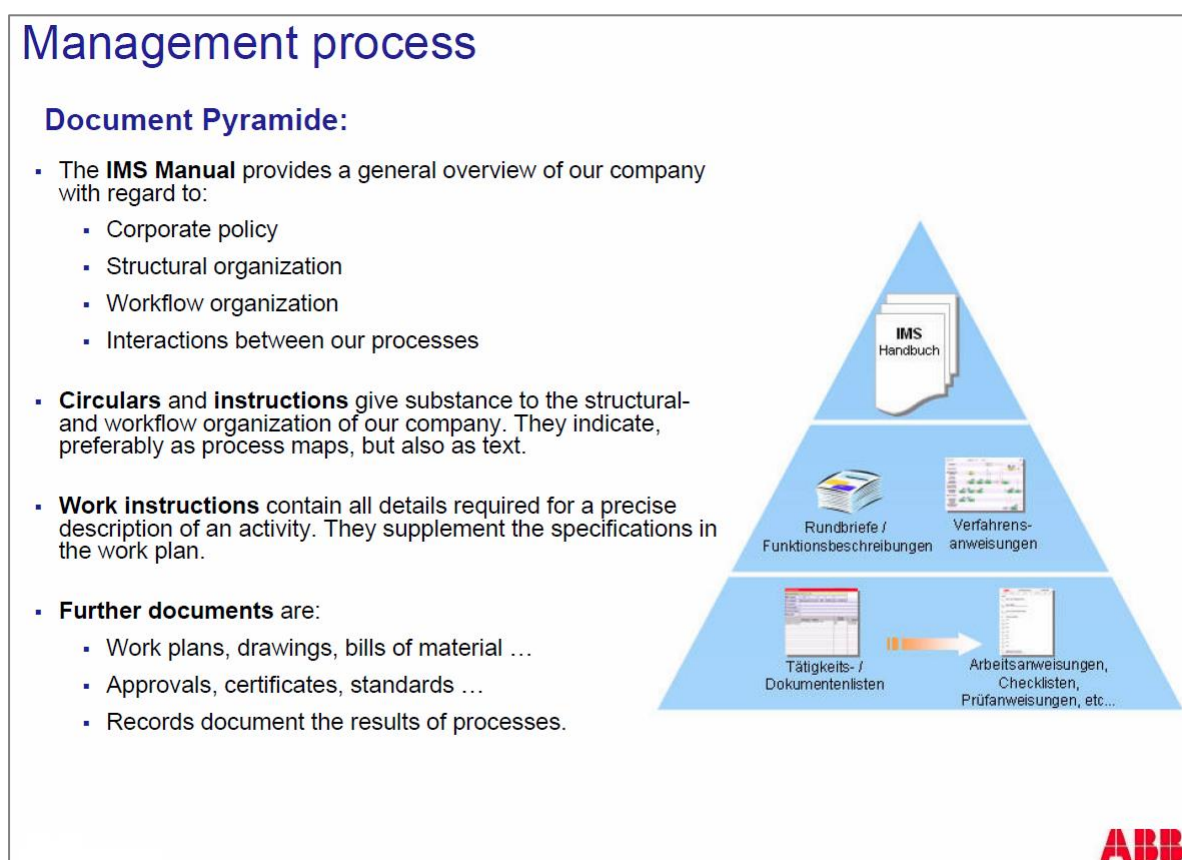 Management process
Document Pyramide:
The IMS Manual provides a general overview of our company
with regard to:
Corporate policy
Structural organization
Workflow organization
Interactions between our processes
Circulars and instructions give substance to the structural-
and workflow organization of our company. They indicate,
preferably as process maps, but also as text.
Work instructions contain all details required for a precise
description of an activity. They supplement the specifications in
the work plan.
Further documents are:
Work plans, drawings, bills of material …
Approvals, certificates, standards …
Records document the results of processes.
IMS
Handbuch
Rundbriefe /
Funktionsbeschreibungen
Verfahrens-
anweisungen
Tätigkeits- /
Dokumentenlisten
Arbeitsanweisungen,
Checklisten,
Prüfanweisungen, etc...
ABB